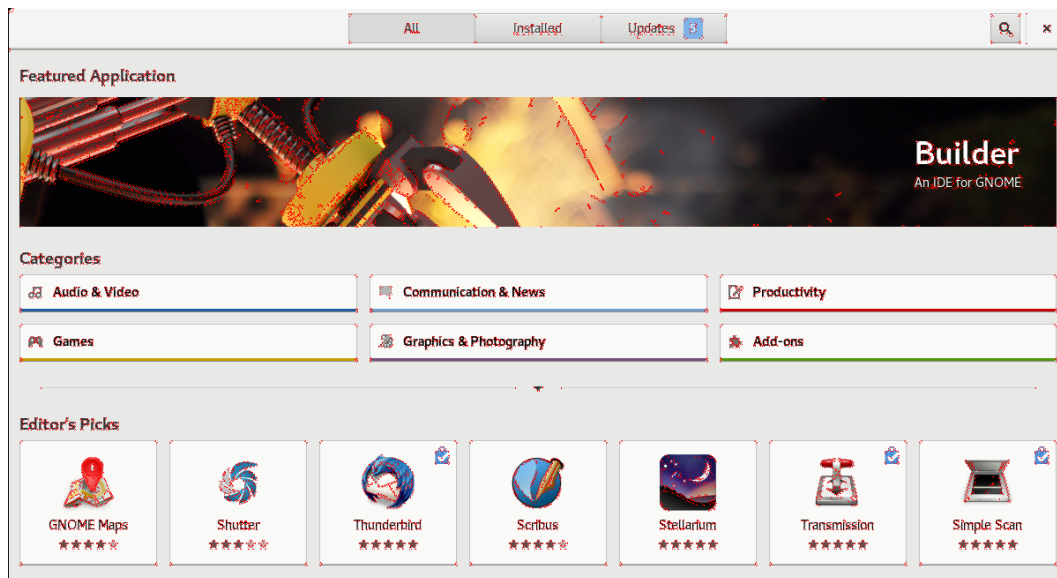 All
Installed
Updates 5
Featured Application
Builder
An IDE for GNOME
Categories
Audio & Video
Communication & News
Productivity
Games
Graphics & Photography
Add-ons
Editor's Picks
GNOME Maps
Shutter
Thunderbird
Scribus
Stellarium
Transmission
Simple Scan